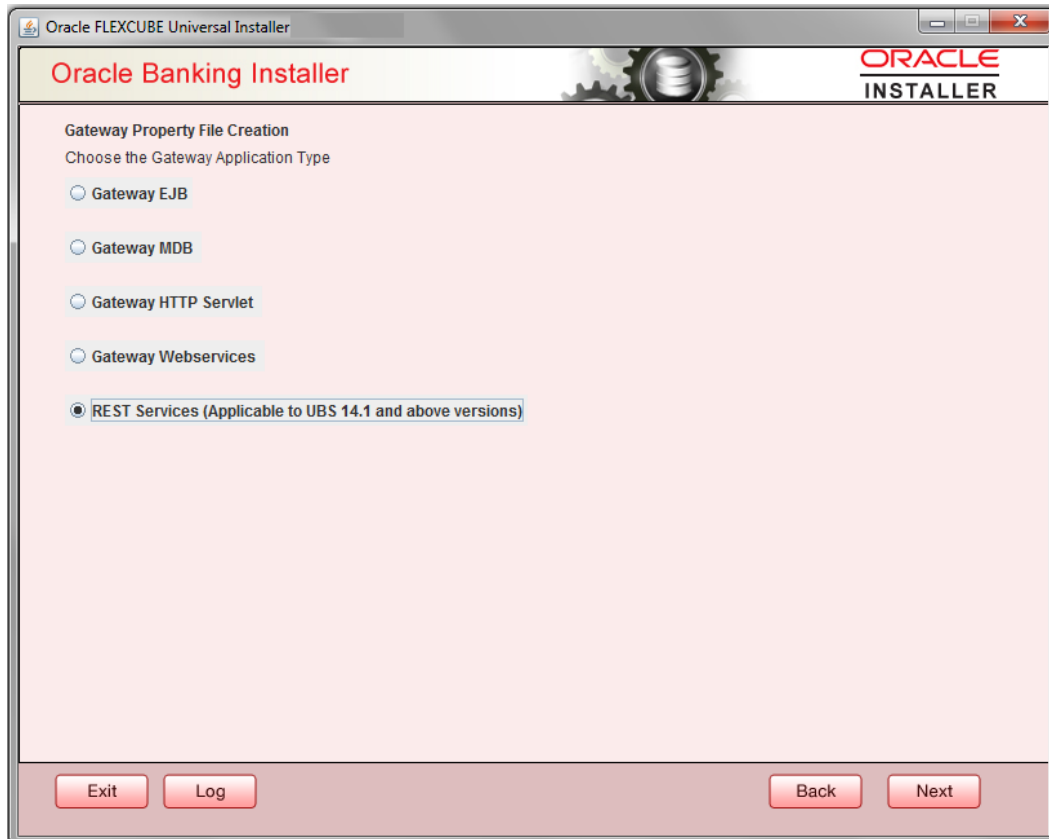 Oracle FLEXCUBE Universal Installer
Oracle Banking Installer
ORACLE
INSTALLER
Gateway Property File Creation
Choose the Gateway Application Type
Gateway EJB
Gateway MDB
Gateway HTTP Servlet
Gateway Webservices
REST Services (Applicable to UBS 14.1 and above versions)
Exit
Log
Back
Next